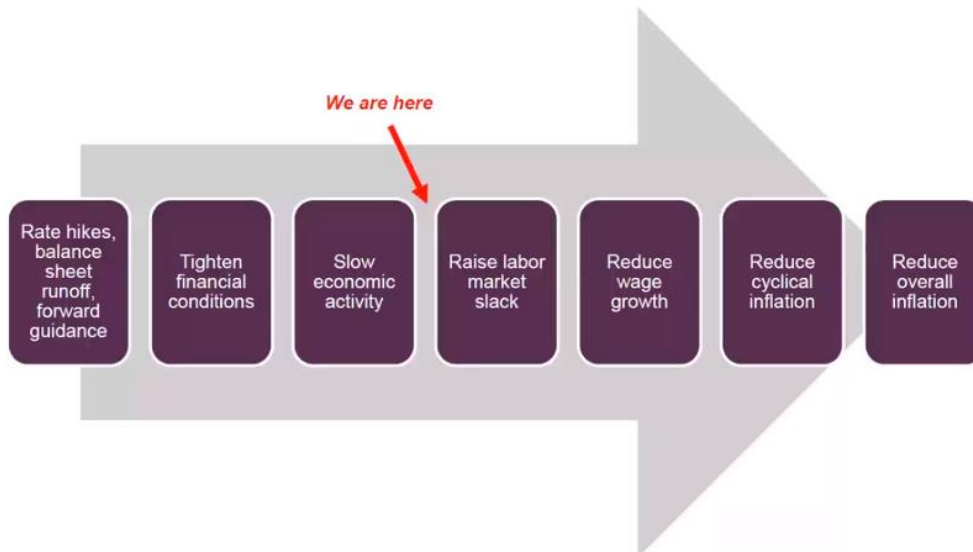 We are here
Rate hikes,
balance
sheet
runoff,
forward
guidance
Tighten
financial
conditions
Slow
economic
activity
Raise labor
market
slack
Reduce
wage
growth
Reduce
cyclical
inflation
Reduce
overall
inflation